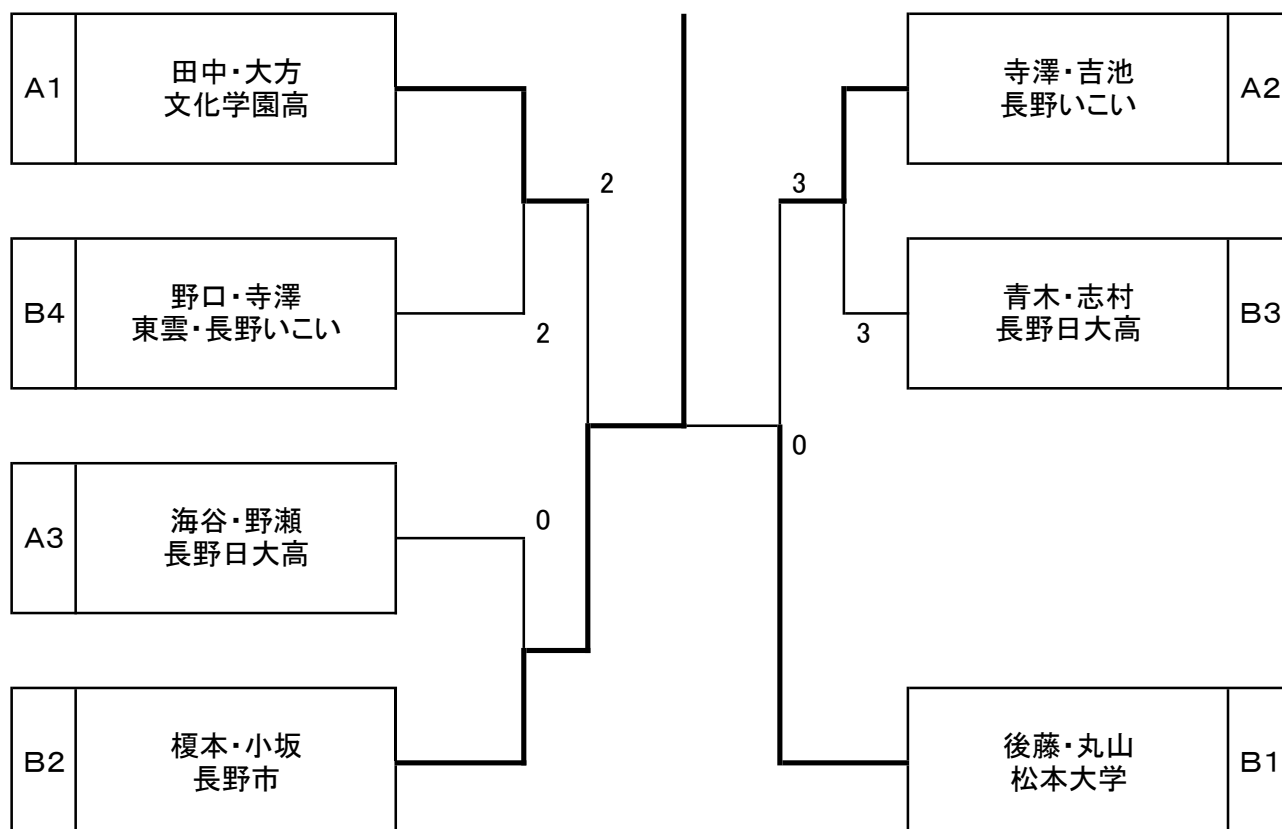 A1
田中・大方
文化学園高
寺澤・吉池
長野いこい
A2
2
3
B4
野口・寺澤
東雲・長野いこい
2
3
青木・志村
長野日大高
B3
0
A3
海谷・野瀬
長野日大高
0
B2
榎本・小坂
長野市
後藤・丸山
松本大学
B1